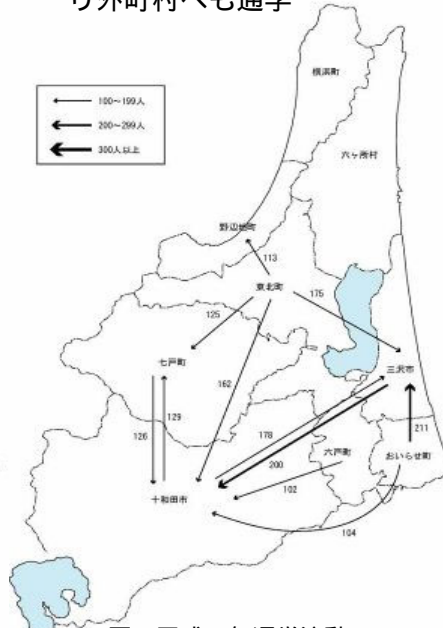 り外町村へも通学
横浜町
100～199人
200～299人
300人以上
六ヶ所村
野辺地町
113
東北町
175
125
七戸町
三沢市
162
129
126
178
211
六戸町
おいらせ町
200
102
十和田市
104